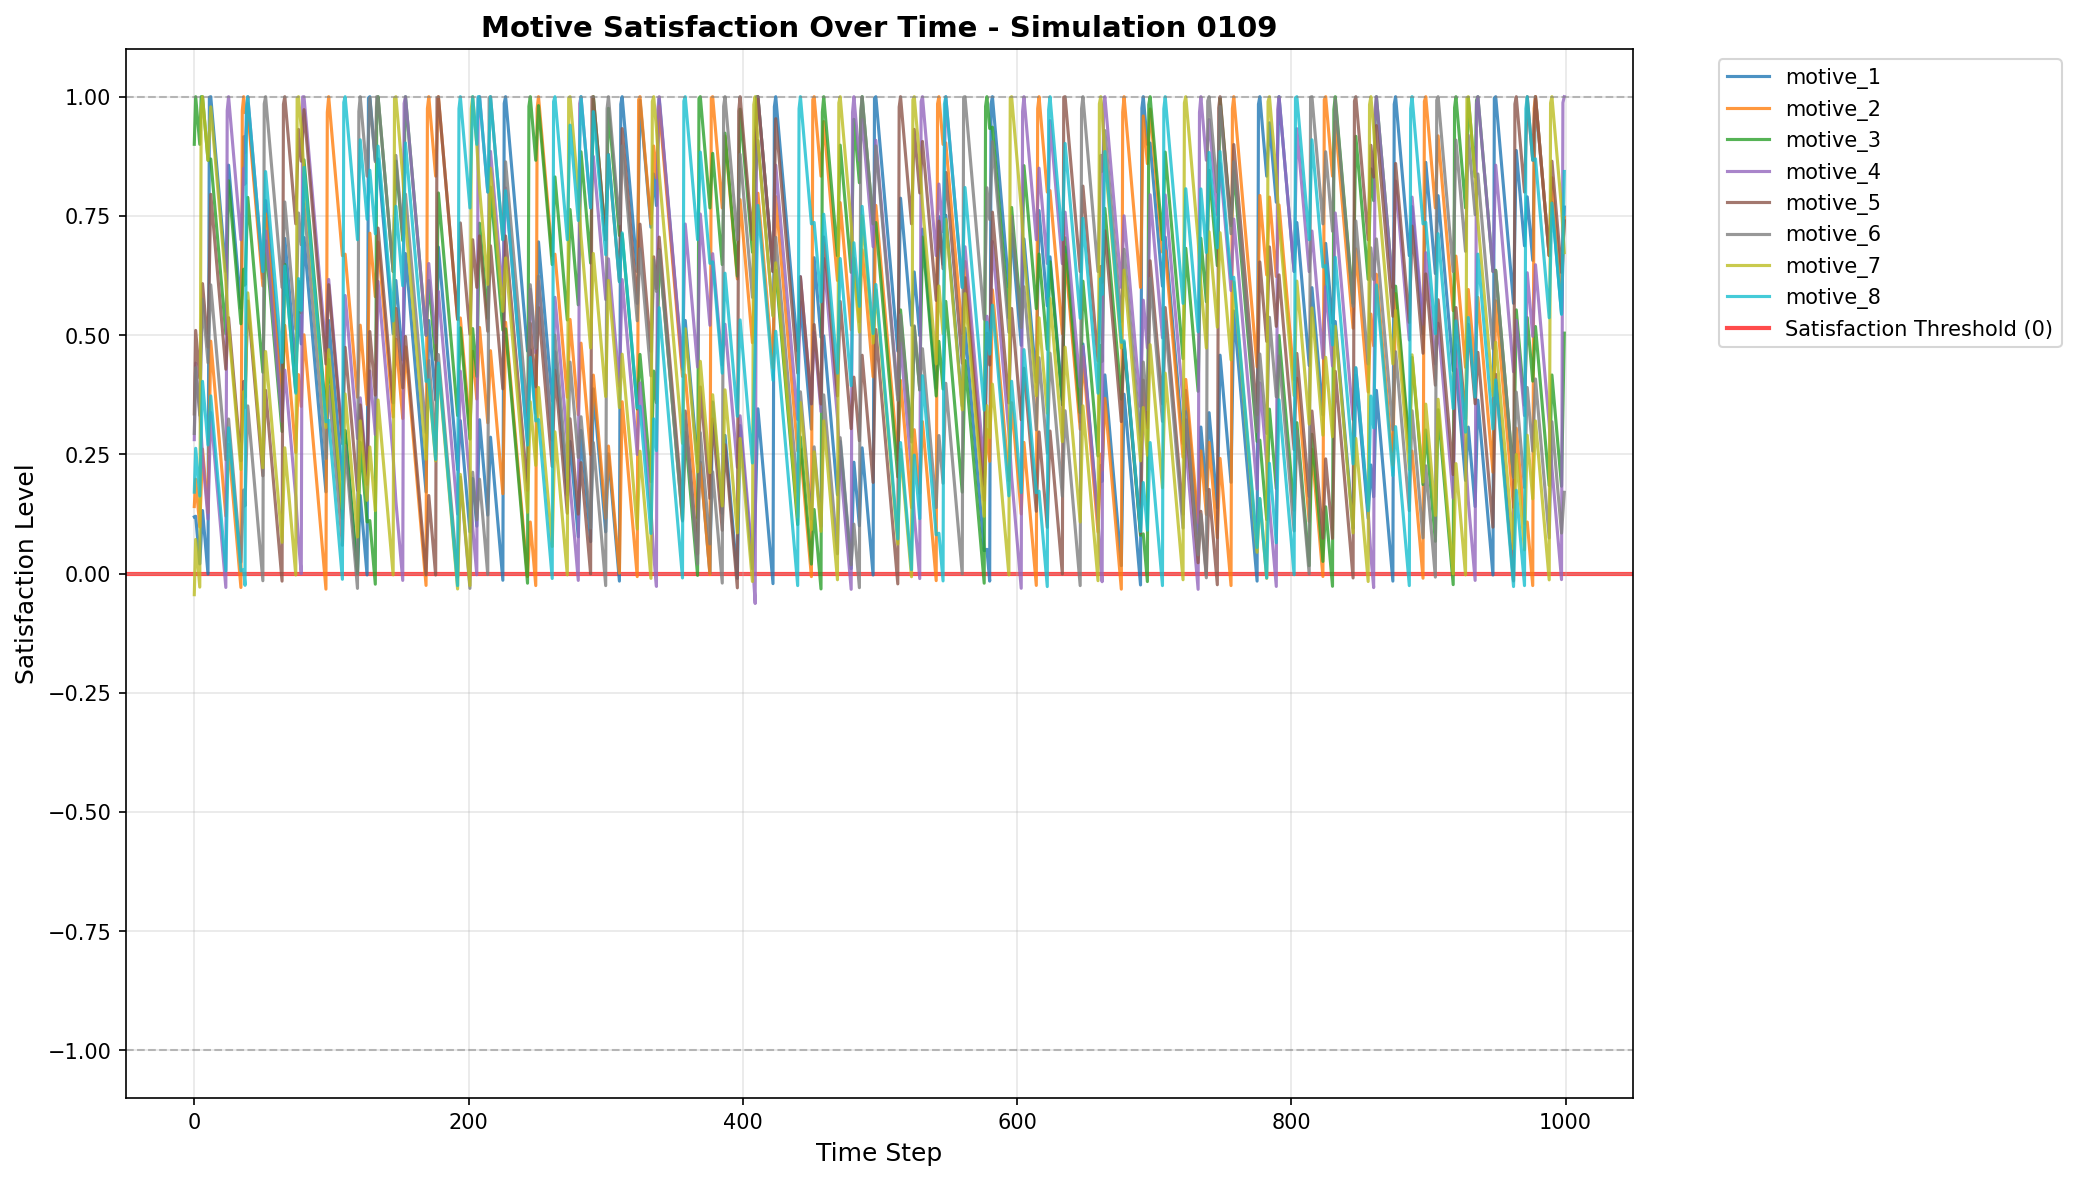 Motive Satisfaction Over Time - Simulation 0109
1.00
0.75
0.50
0.25
0.00
−0.25
−0.50
−0.75
−1.00
Satisfaction Level
0 200 400 600 800 1000
Time Step
motive_1
motive_2
motive_3
motive_4
motive_5
motive_6
motive_7
motive_8
Satisfaction Threshold (0)